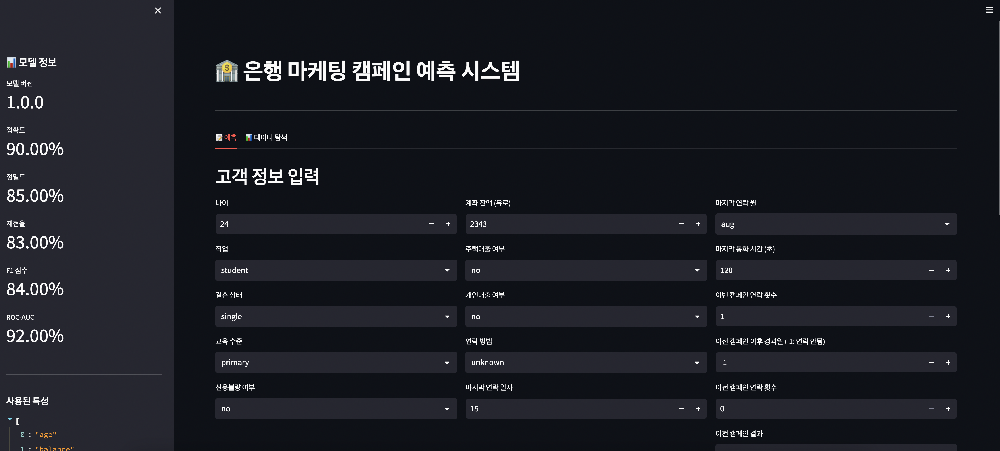 모델 정보
모델 버전
1.0.0
정확도
90.00%
정밀도
85.00%
재현율
83.00%
F1 점수
84.00%
ROC-AUC
92.00%
사용된 특성
[
0 : "age"
1 : "balance"
은행 마케팅 캠페인 예측 시스템
예측 데이터 탐색
고객 정보 입력
나이
24
직업
student
결혼 상태
single
교육 수준
primary
신용불량 여부
no
계좌 잔액 (유로)
2343
주택대출 여부
no
개인대출 여부
no
연락 방법
unknown
마지막 연락 일자
15
마지막 연락 월
aug
마지막 통화 시간 (초)
120
이번 캠페인 연락 횟수
1
이전 캠페인 이후 경과일 (-1: 연락 안됨)
-1
이전 캠페인 연락 횟수
0
이전 캠페인 결과